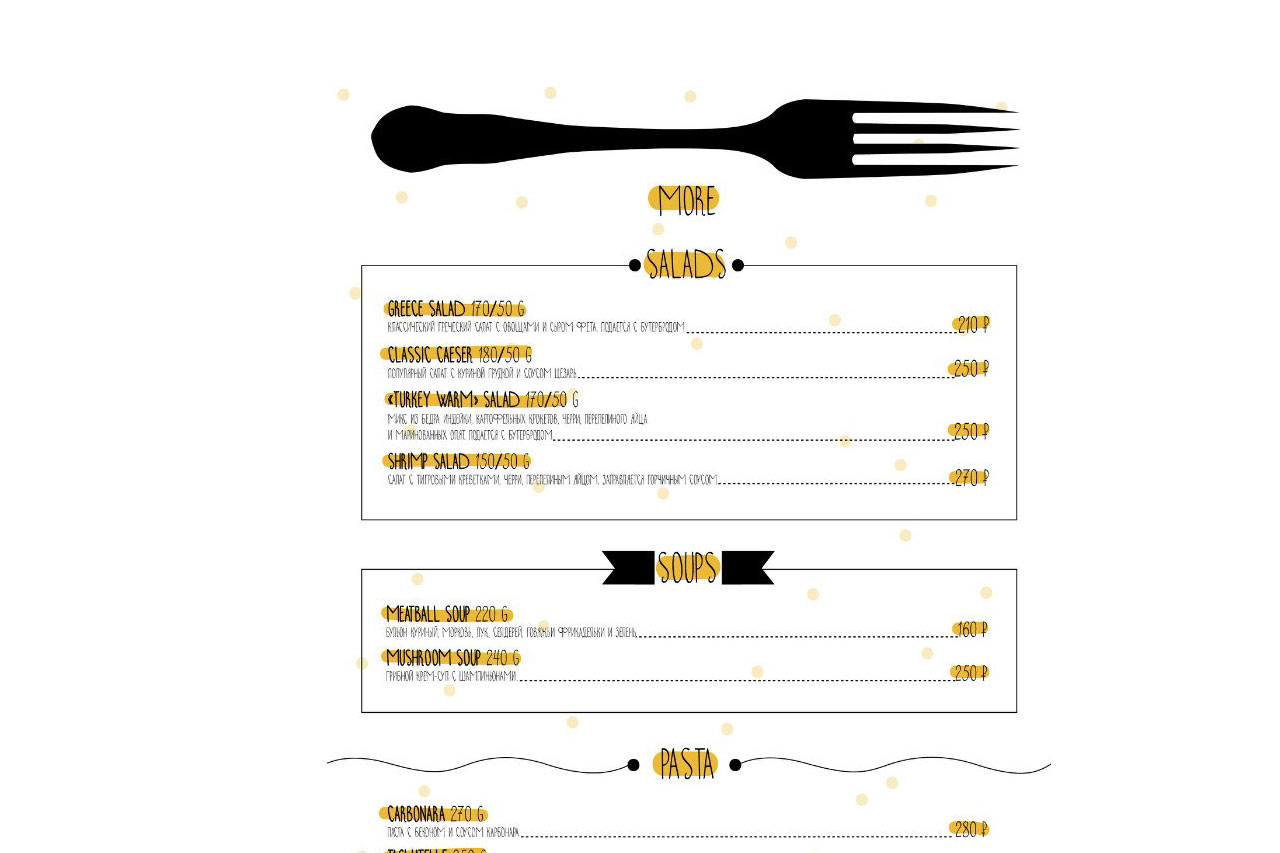 MORE
SALADS
GREECE SALAD 170/50 G
КЛАССИЧЕСКИЙ ГРЕЧЕСКИЙ САЛАТ С ОВОЩАМИ И СЫРОМ ФЕТА. ПОДАЕТСЯ С БУТЕРБРОДОМ 210 ₽
CLASSIC CAESER 180/50 G
ПОПУЛЯРНЫЙ САЛАТ С КУРИНОЙ ГРУДКОЙ И СОУСОМ ЦЕЗАРЬ 250 ₽
«TURKEY WARM» SALAD 170/50 G
МИКС ИЗ БЕДРА ИНДЕЙКИ, КАРТОФЕЛЬНЫХ КРОКЕТОВ, ЧЕРРИ, ПЕРЕПЕЛИНОГО ЯЙЦА
И МАРИНОВАННЫХ ОПЯТ. ПОДАЕТСЯ С БУТЕРБРОДОМ 250 ₽
SHRIMP SALAD 150/50 G
САЛАТ С ТИГРОВЫМИ КРЕВЕТКАМИ, ЧЕРРИ, ПЕРЕПЕЛИНЫМ ЯЙЦОМ, ЗАПРАВЛЯЕТСЯ ГОРЧИЧНЫМ СОУСОМ 270 ₽
SOUPS
MEATBALL SOUP 220 G
БУЛЬОН КУРИНЫЙ, МОРКОВЬ, ЛУК, СЕЛДЕРЕЙ, ГОВЯЖЬИ ФРИКАДЕЛЬКИ И ЗЕЛЕНЬ 160 ₽
MUSHROOM SOUP 240 G
ГРИБНОЙ КРЕМ-СУП С ШАМПИНЬОНАМИ 250 ₽
PASTA
CARBONARA 270 G
ПАСТА С БЕКОНОМ И СОУСОМ КАРБОНАРА 280 ₽